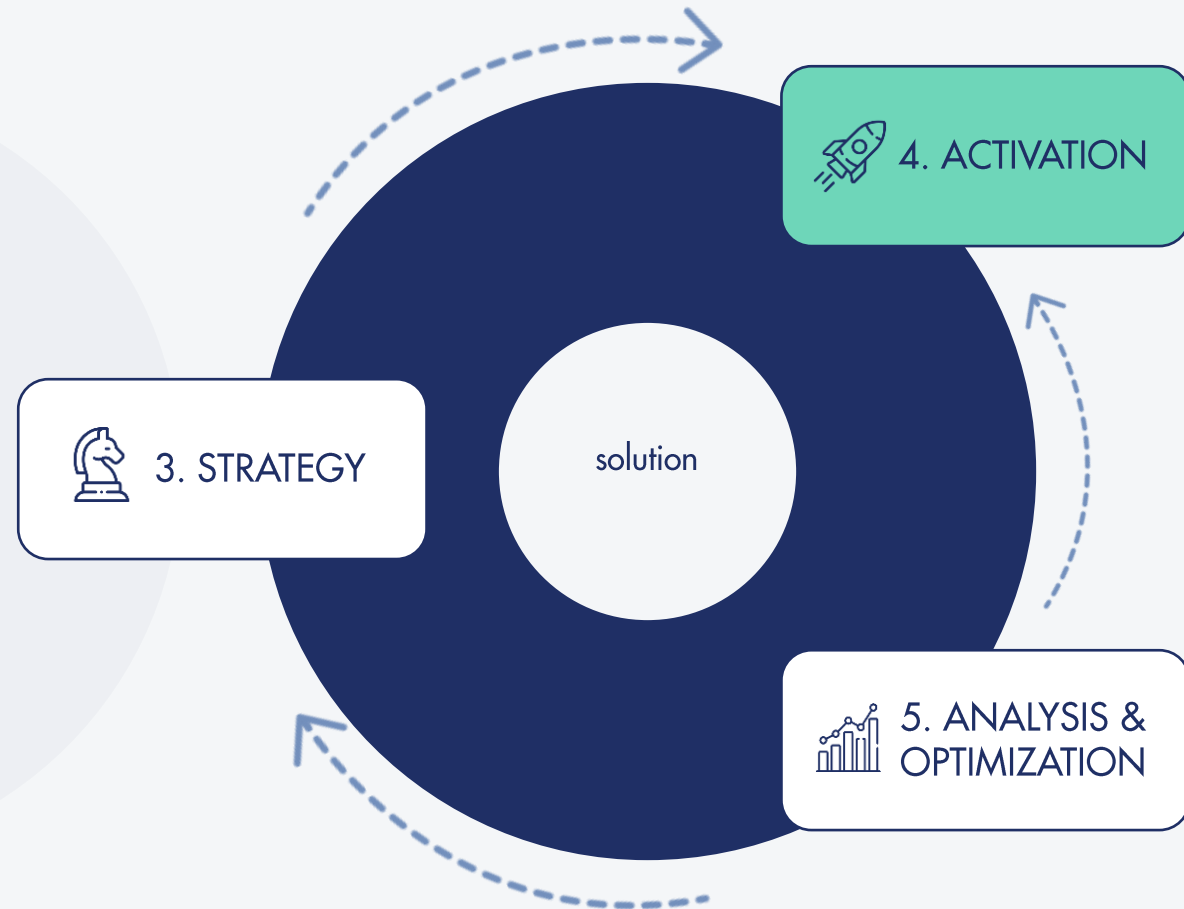 4. ACTIVATION
3. STRATEGY
solution
5. ANALYSIS &
OPTIMIZATION